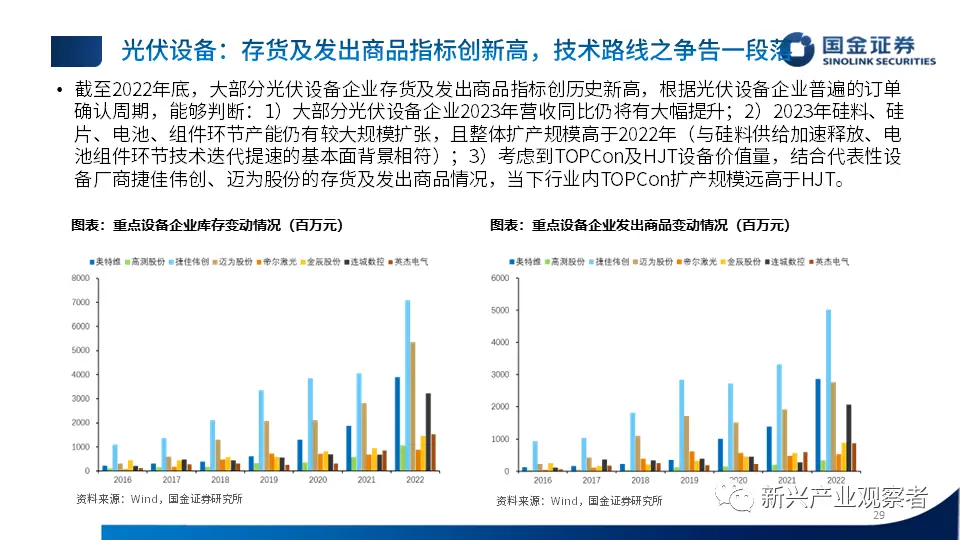 光伏设备：存货及发出商品指标创新高，技术路线之争告一段落
国金证券
SINOLINK SECURITIES
• 截至2022年底，大部分光伏设备企业存货及发出商品指标创历史新高，根据光伏设备企业普遍的订单
确认周期，能够判断：1）大部分光伏设备企业2023年营收同比仍将有大幅提升；2）2023年硅料、硅
片、电池、组件环节产能仍有较大规模扩张，且整体扩产规模高于2022年（与硅料供给加速释放、电
池组件环节技术迭代提速的基本面背景相符）；3）考虑到TOPCon及HJT设备价值量，结合代表性设
备厂商捷佳伟创、迈为股份的存货及发出商品情况，当下行业内TOPCon扩产规模远高于HJT。
图表：重点设备企业库存变动情况（百万元）
奥特维 高测股份 捷佳伟创 迈为股份 帝尔激光 金辰股份 连城数控 英杰电气
8000
7000
6000
5000
4000
3000
2000
1000
0
2016 2017 2018 2019 2020 2021 2022
资料来源：Wind，国金证券研究所
图表：重点设备企业发出商品变动情况（百万元）
奥特维 高测股份 捷佳伟创 迈为股份 帝尔激光 金辰股份 连城数控 英杰电气
6000
5000
4000
3000
2000
1000
0
2016 2017 2018 2019 2020 2021 2022
资料来源：Wind，国金证券研究所
新兴产业观察者
29